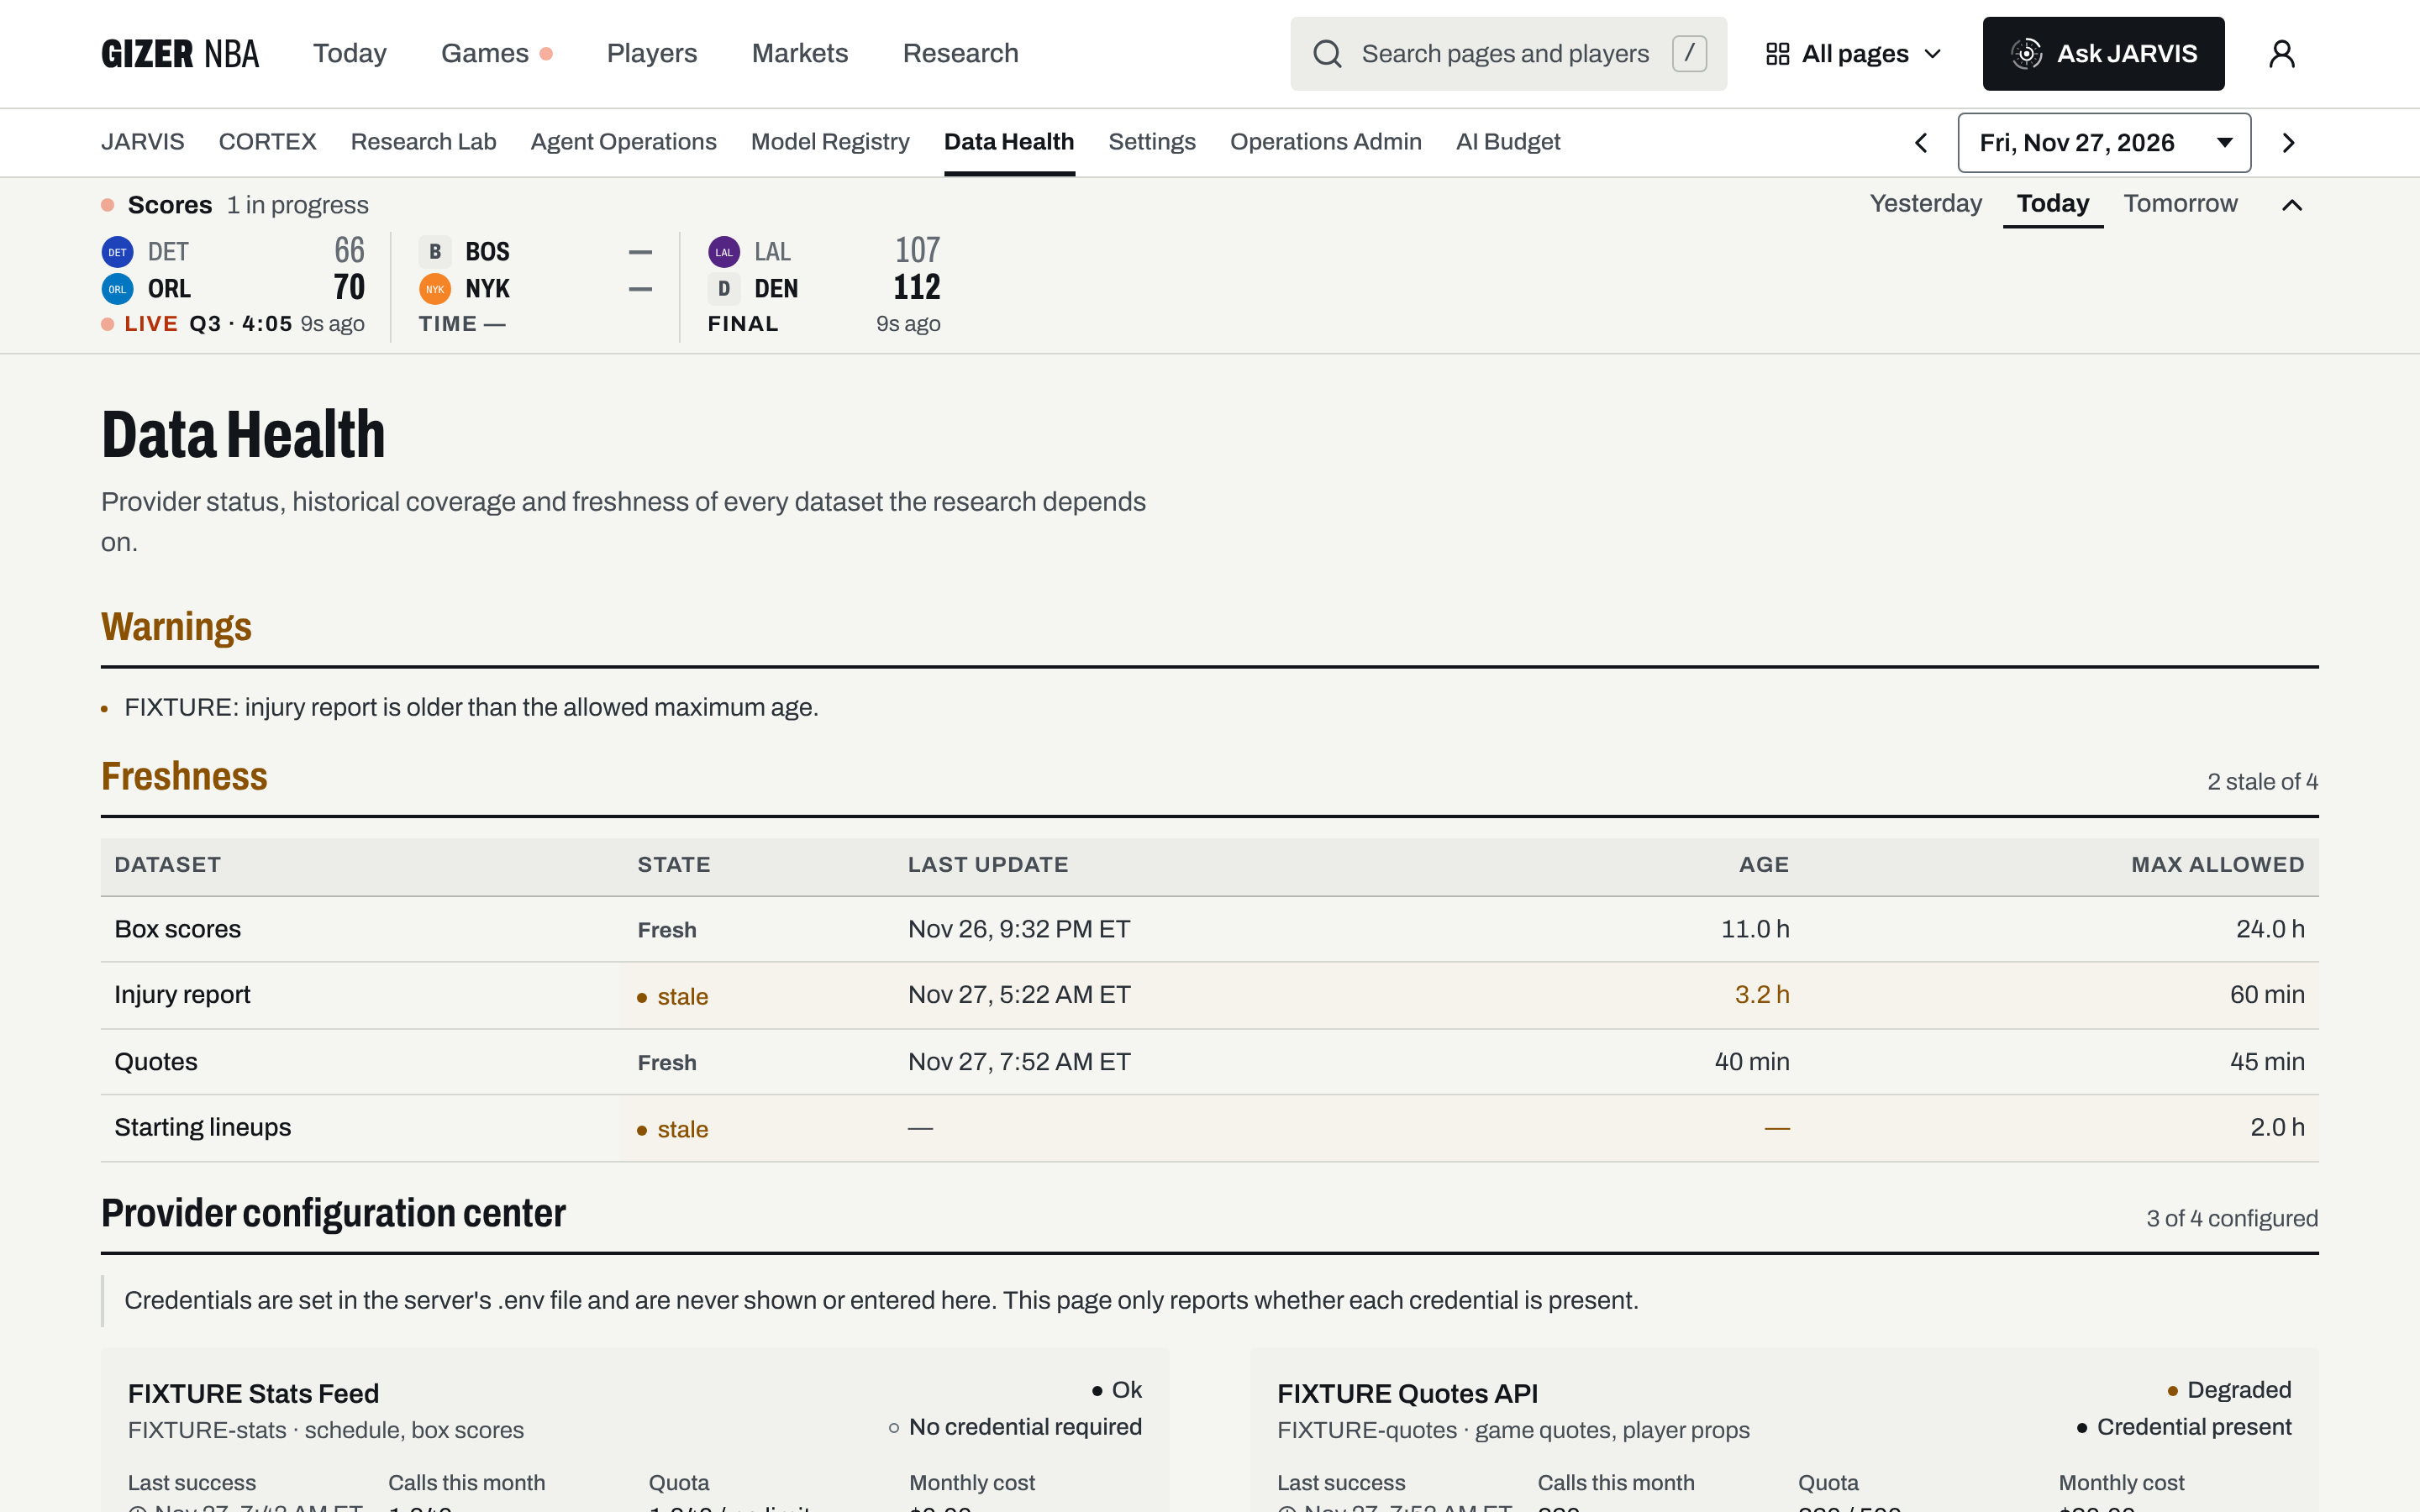 GIZER NBA Today Games Players Markets Research Search pages and players / All pages Ask JARVIS
JARVIS CORTEX Research Lab Agent Operations Model Registry Data Health Settings Operations Admin AI Budget Fri, Nov 27, 2026
Scores 1 in progress Yesterday Today Tomorrow
DET DET 66
ORL ORL 70
LIVE Q3 · 4:05 9s ago
B BOS —
NYK NYK —
TIME —
LAL LAL 107
D DEN 112
FINAL 9s ago
Data Health
Provider status, historical coverage and freshness of every dataset the research depends
on.
Warnings
• FIXTURE: injury report is older than the allowed maximum age.
Freshness 2 stale of 4
DATASET STATE LAST UPDATE AGE MAX ALLOWED
Box scores Fresh Nov 26, 9:32 PM ET 11.0 h 24.0 h
Injury report stale Nov 27, 5:22 AM ET 3.2 h 60 min
Quotes Fresh Nov 27, 7:52 AM ET 40 min 45 min
Starting lineups stale — — 2.0 h
Provider configuration center 3 of 4 configured
Credentials are set in the server's .env file and are never shown or entered here. This page only reports whether each credential is present.
FIXTURE Stats Feed Ok
FIXTURE-stats · schedule, box scores No credential required
Last success Calls this month Quota Monthly cost
FIXTURE Quotes API Degraded
FIXTURE-quotes · game quotes, player props Credential present
Last success Calls this month Quota Monthly cost